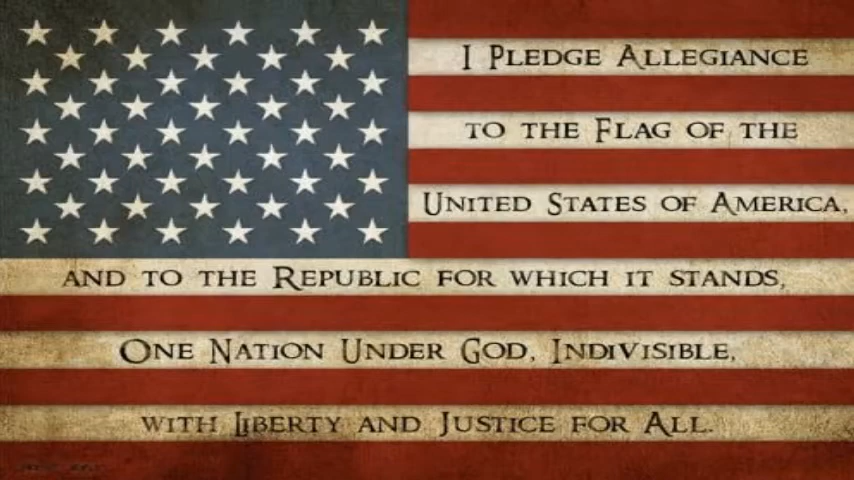 I Pledge Allegiance
to the Flag of the
United States of America,
and to the Republic for which it stands,
One Nation Under God, Indivisible,
with Liberty and Justice for All.